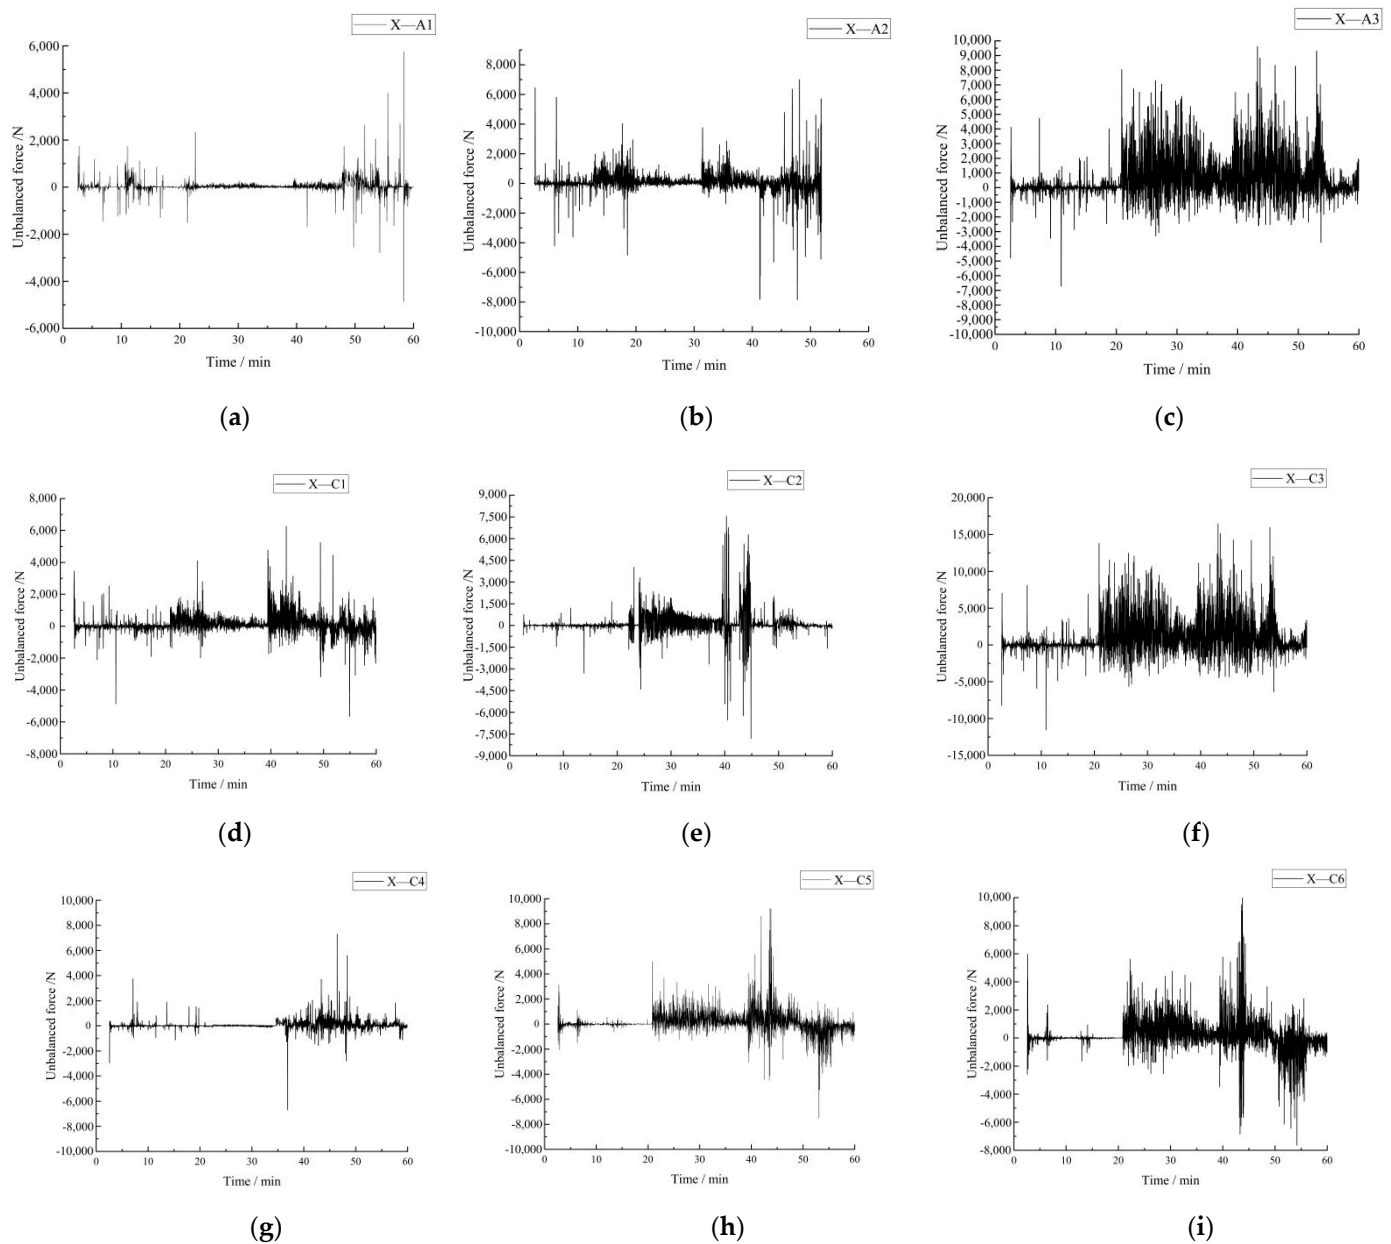 X—A1
6,000
4,000
2,000
0
-2,000
-4,000
-6,000
Unbalanced force /N
0 10 20 30 40 50 60
Time / min
(a)
X—A2
8,000
6,000
4,000
2,000
0
-2,000
-4,000
-6,000
-8,000
-10,000
Unbalanced force /N
0 10 20 30 40 50 60
Time / min
(b)
X—A3
10,000
9,000
8,000
7,000
6,000
5,000
4,000
3,000
2,000
1,000
0
-1,000
-2,000
-3,000
-4,000
-5,000
-6,000
-7,000
-8,000
-9,000
-10,000
Unbalanced force /N
0 10 20 30 40 50 60
Time / min
(c)
X—C1
8,000
6,000
4,000
2,000
0
-2,000
-4,000
-6,000
-8,000
Unbalanced force /N
0 10 20 30 40 50 60
Time / min
(d)
X—C2
9,000
7,500
6,000
4,500
3,000
1,500
0
-1,500
-3,000
-4,500
-6,000
-7,500
-9,000
Unbalanced force /N
0 10 20 30 40 50 60
Time / min
(e)
X—C3
20,000
15,000
10,000
5,000
0
-5,000
-10,000
-15,000
Unbalanced force /N
0 10 20 30 40 50 60
Time / min
(f)
X—C4
10,000
8,000
6,000
4,000
2,000
0
-2,000
-4,000
-6,000
-8,000
-10,000
Unbalanced force /N
0 10 20 30 40 50 60
Time / min
(g)
X—C5
10,000
8,000
6,000
4,000
2,000
0
-2,000
-4,000
-6,000
-8,000
-10,000
Unbalanced force /N
0 10 20 30 40 50 60
Time / min
(h)
X—C6
10,000
8,000
6,000
4,000
2,000
0
-2,000
-4,000
-6,000
-8,000
Unbalanced force /N
0 10 20 30 40 50 60
Time / min
(i)